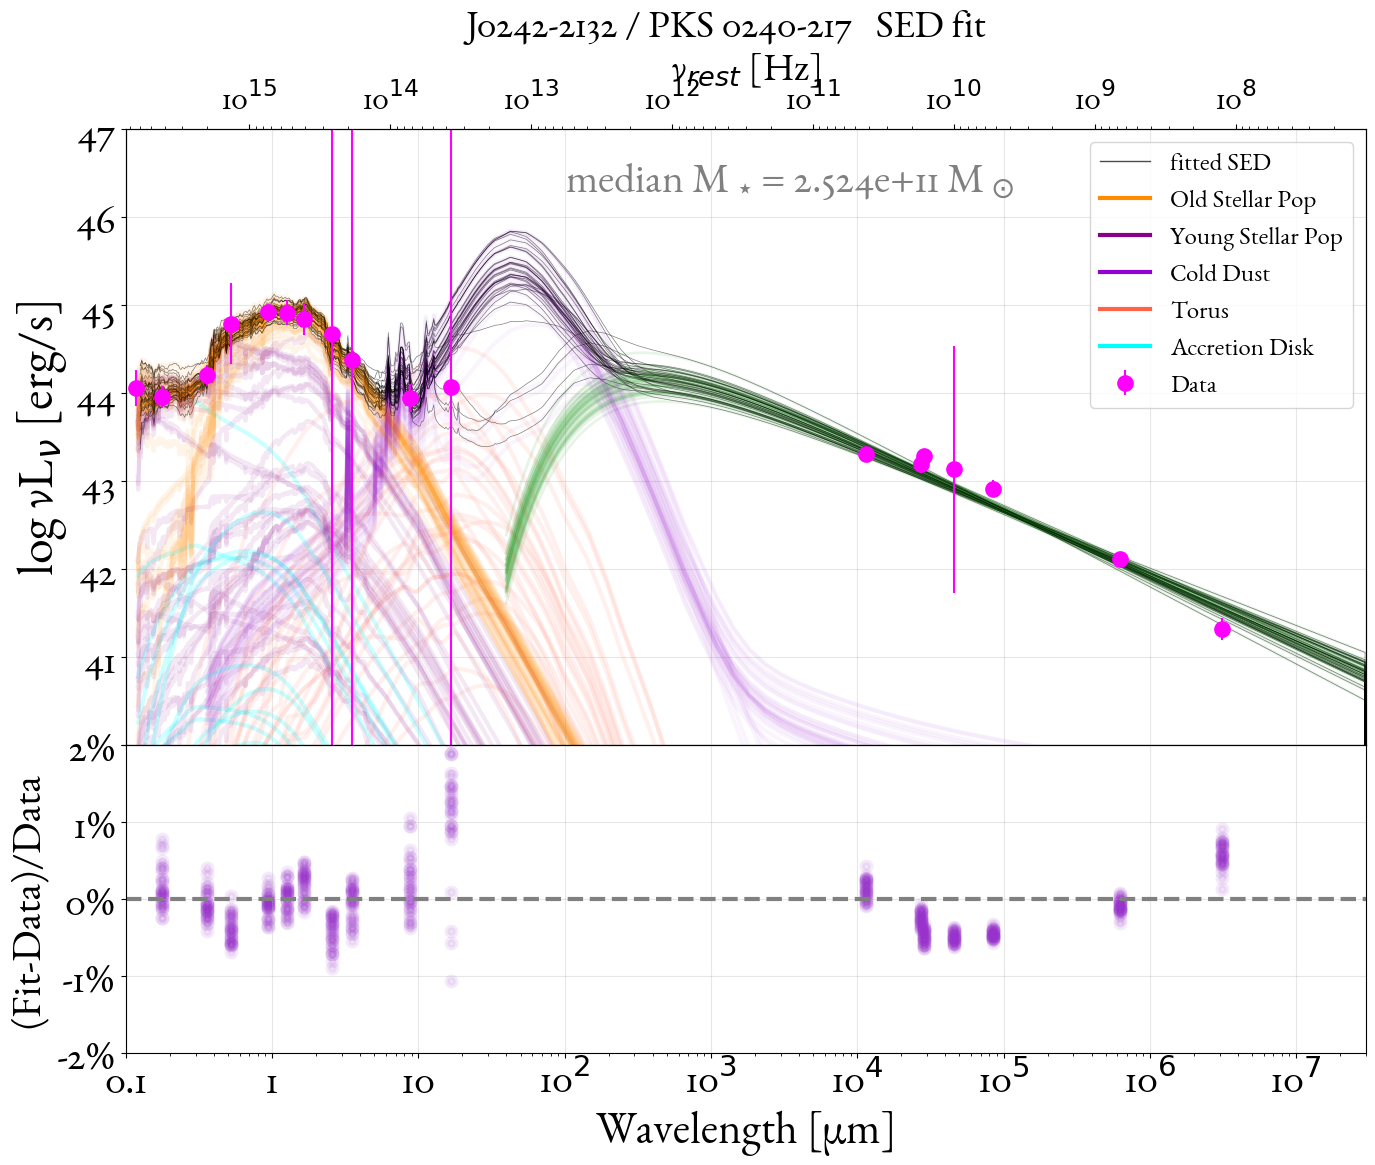 J0242-2132 / PKS 0240-217 SED fit
ν_rest [Hz]
10^15 10^14 10^13 10^12 10^11 10^10 10^9 10^8
47
46
45
44
43
42
41
log νL_ν [erg/s]
median M ⋆ = 2.524e+11 M ⊙
fitted SED
Old Stellar Pop
Young Stellar Pop
Cold Dust
Torus
Accretion Disk
Data
2%
1%
0%
-1%
-2%
(Fit-Data)/Data
0.1 1 10 10^2 10^3 10^4 10^5 10^6 10^7
Wavelength [μm]